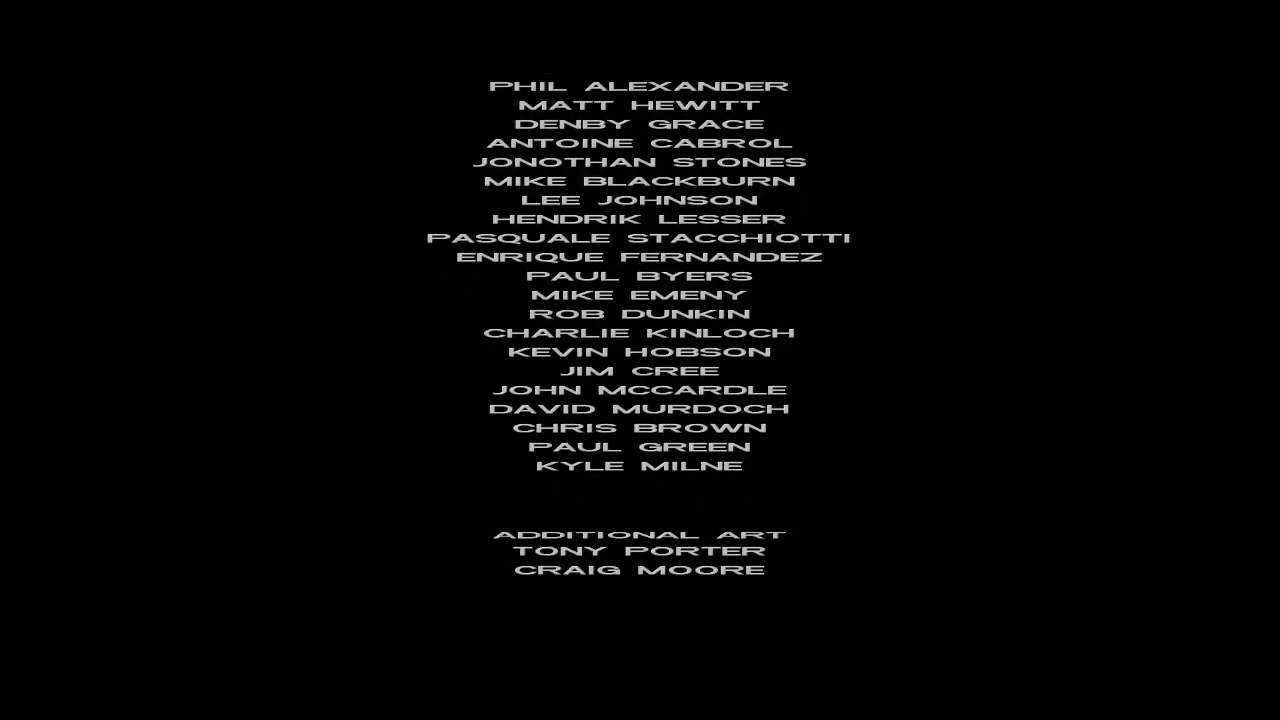 PHIL ALEXANDER
MATT HEWITT
DENBY GRACE
ANTOINE CABROL
JONOTHAN STONES
MIKE BLACKBURN
LEE JOHNSON
HENDRIK LESSER
PASQUALE STACCHIOTTI
ENRIQUE FERNANDEZ
PAUL BYERS
MIKE EMENY
ROB DUNKIN
CHARLIE KINLOCH
KEVIN HOBSON
JIM CREE
JOHN MCCARDLE
DAVID MURDOCH
CHRIS BROWN
PAUL GREEN
KYLE MILNE
ADDITIONAL ART
TONY PORTER
CRAIG MOORE